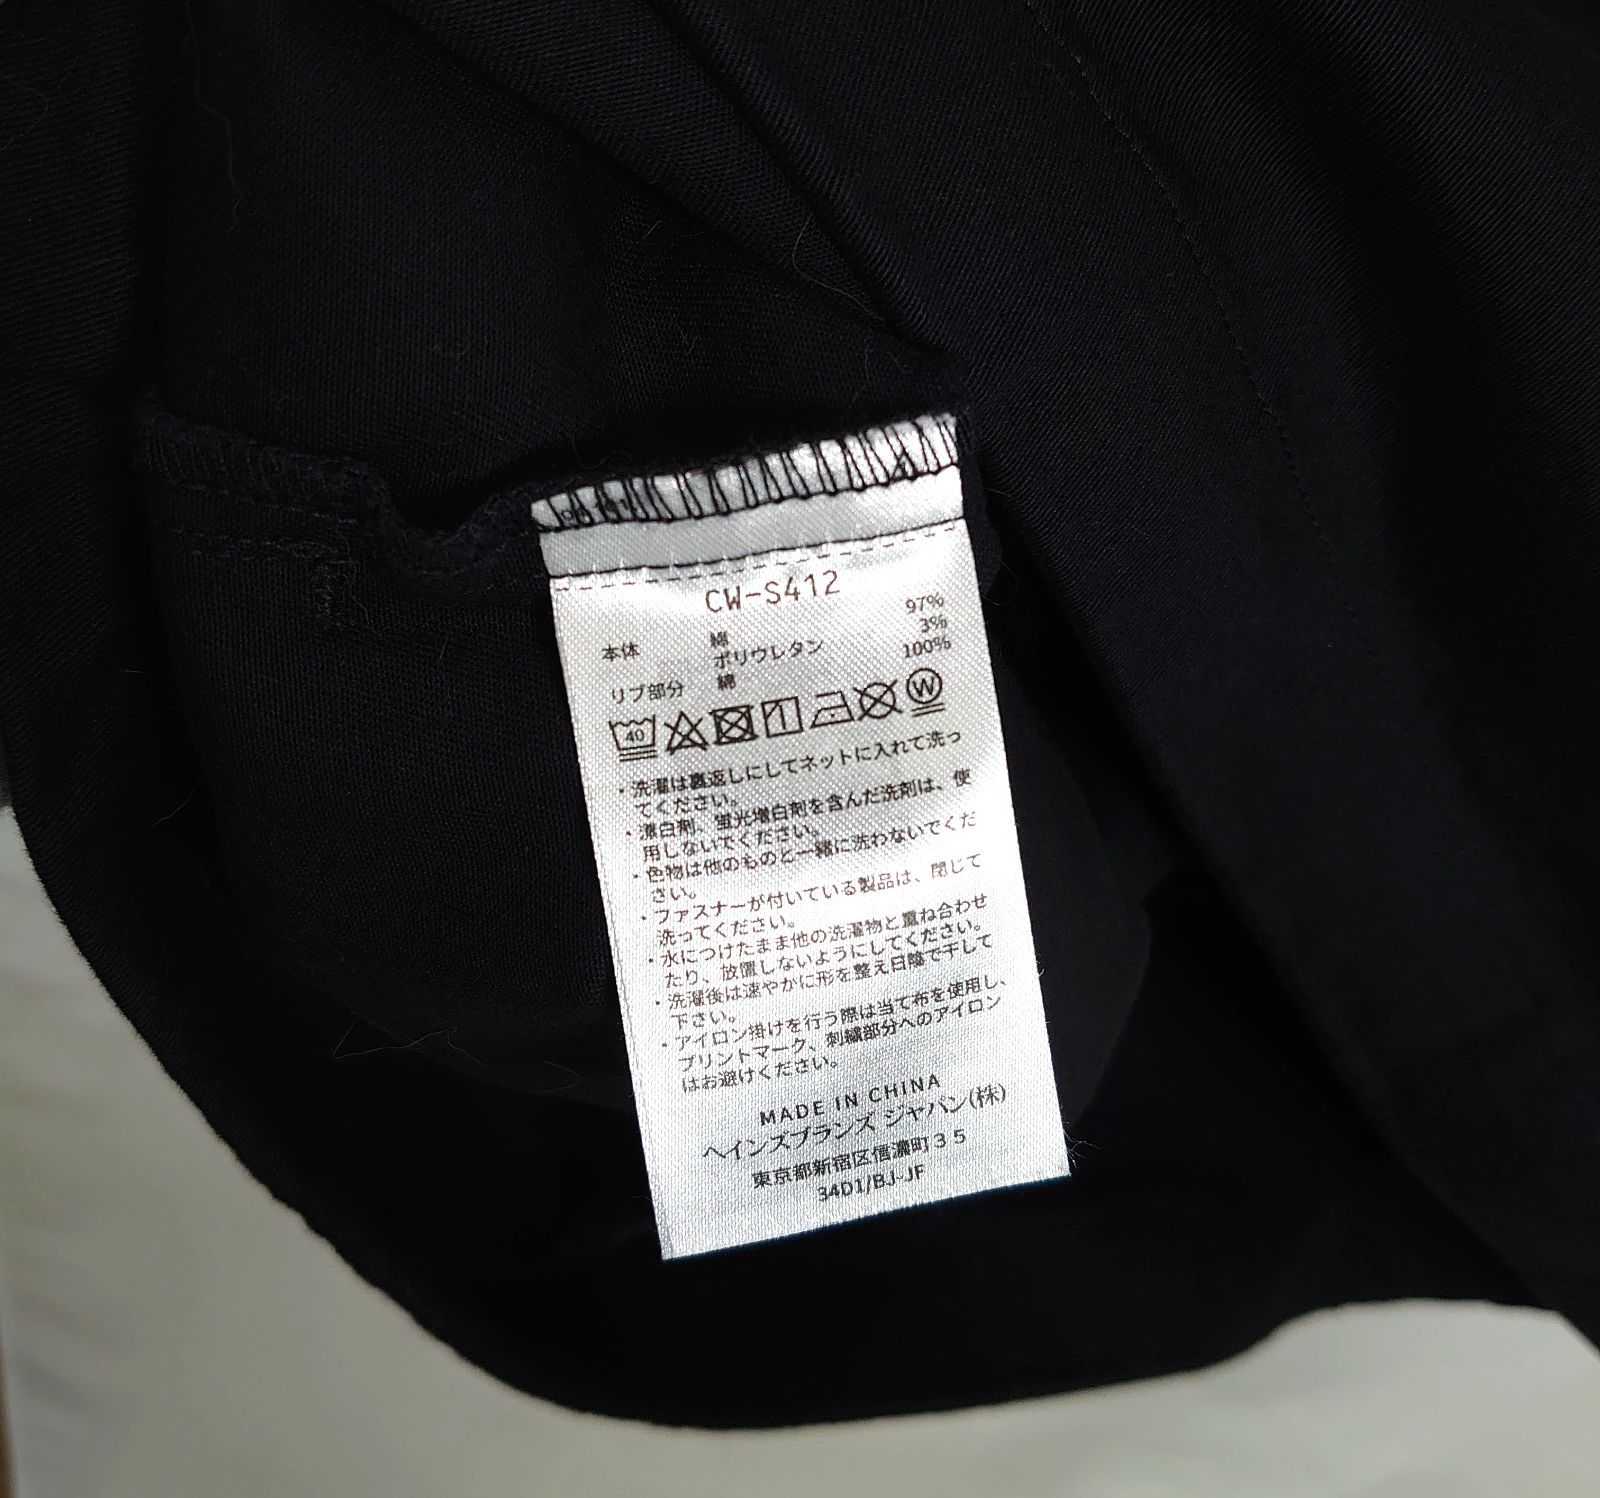 CW-S412
本体 綿 97%
ポリウレタン 3%
リブ部分 綿 100%
40 W
・洗濯は裏返しにしてネットに入れて洗っ
てください。
・漂白剤、蛍光増白剤を含んだ洗剤は、使
用しないでください。
・色物は他のものと一緒に洗わないでくだ
さい。
・ファスナーが付いている製品は、閉じて
洗ってください。
・水につけたまま他の洗濯物と重ね合わせ
たり、放置しないようにしてください。
・洗濯後は速やかに形を整え日陰で干して
下さい。
・アイロン掛けを行う際は当て布を使用し、
プリントマーク、刺繍部分へのアイロン
はお避けください。
MADE IN CHINA
ヘインズブランズ ジャパン(株)
東京都新宿区信濃町35
34D1/BJ-JF